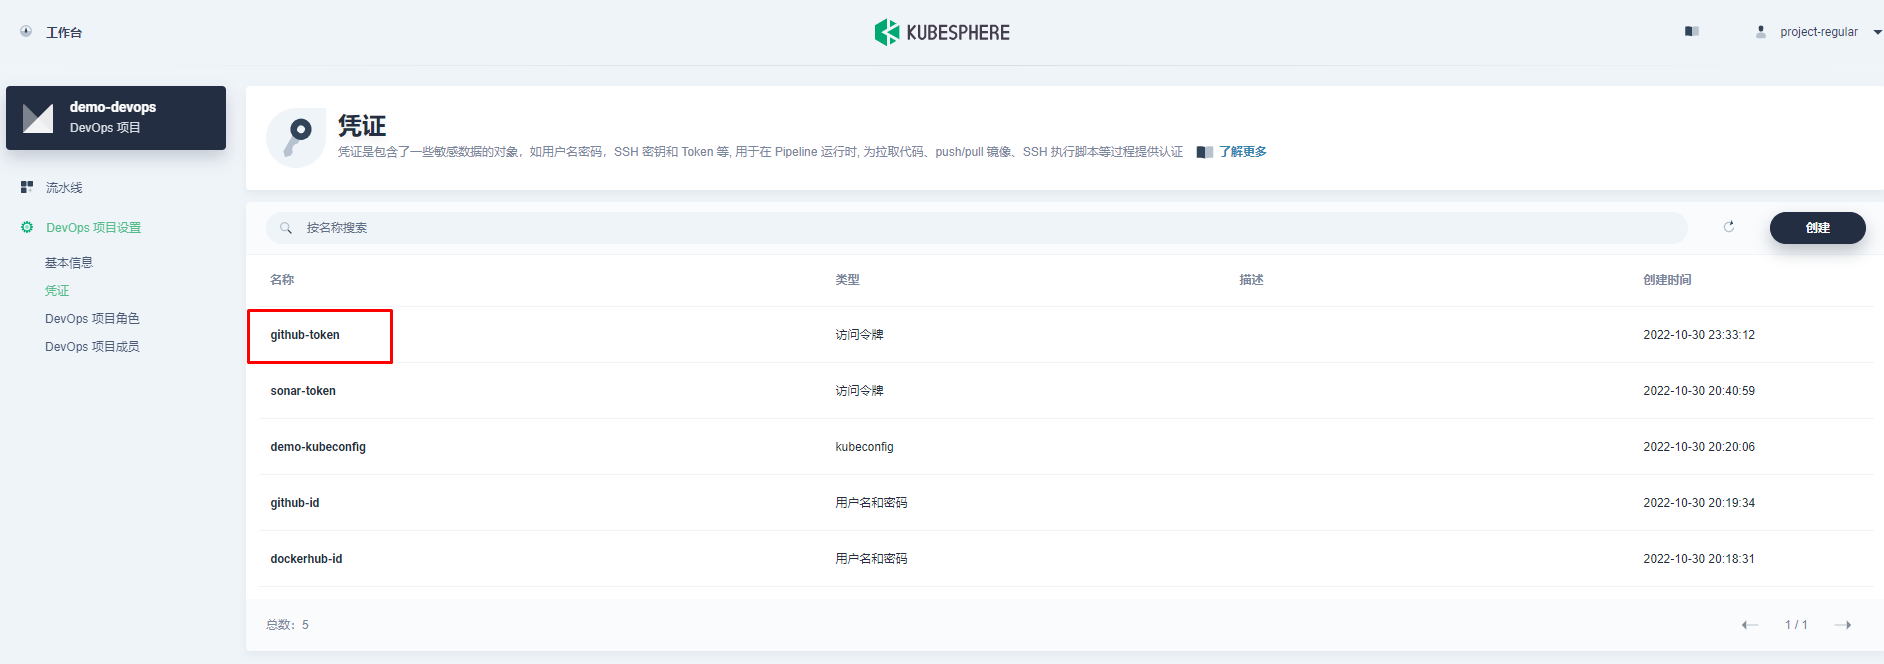 工作台
KUBESPHERE
project-regular
demo-devops
DevOps 项目
流水线
DevOps 项目设置
基本信息
凭证
DevOps 项目角色
DevOps 项目成员
凭证
凭证是包含了一些敏感数据的对象，如用户名密码，SSH 密钥和 Token 等, 用于在 Pipeline 运行时, 为拉取代码、push/pull 镜像、SSH 执行脚本等过程提供认证 了解更多
按名称搜索
创建
名称 类型 描述 创建时间
github-token 访问令牌 2022-10-30 23:33:12
sonar-token 访问令牌 2022-10-30 20:40:59
demo-kubeconfig kubeconfig 2022-10-30 20:20:06
github-id 用户名和密码 2022-10-30 20:19:34
dockerhub-id 用户名和密码 2022-10-30 20:18:31
总数：5
1 / 1